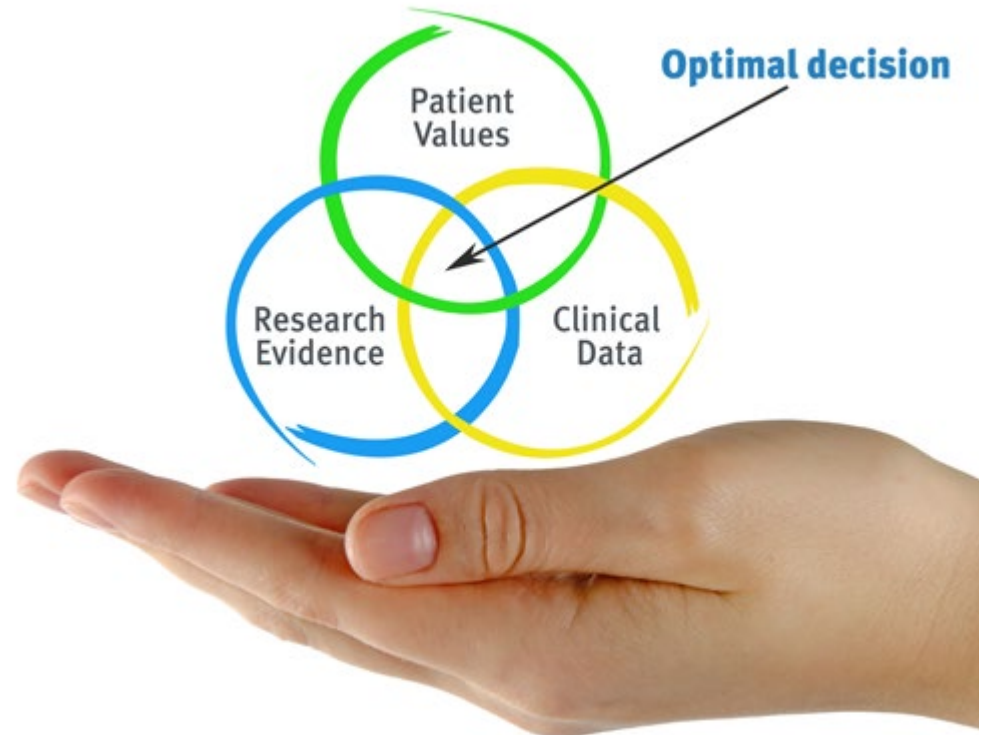 Optimal decision
Patient
Values
Research
Evidence
Clinical
Data